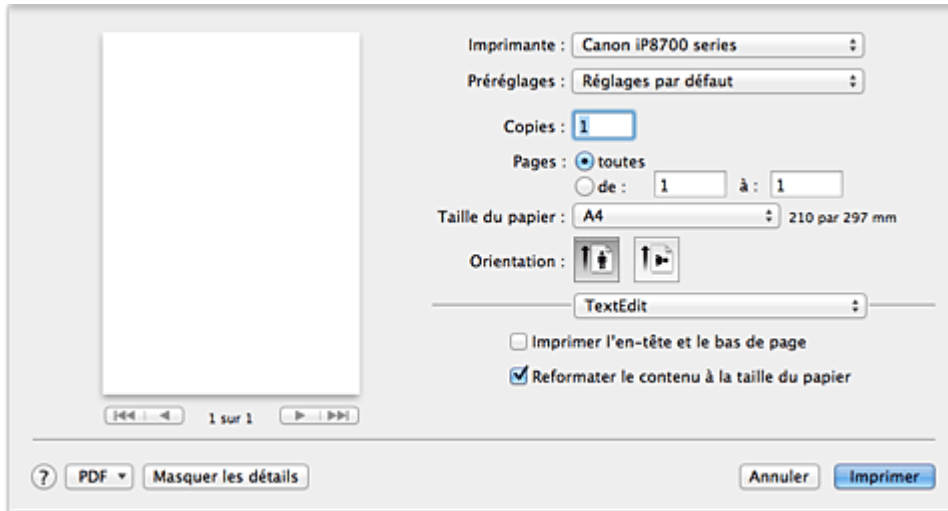 Imprimante : Canon iP8700 series
Préréglages : Réglages par défaut
Copies : 1
Pages : toutes
de : 1 à : 1
Taille du papier : A4 210 par 297 mm
Orientation :
TextEdit
Imprimer l'en-tête et le bas de page
Reformater le contenu à la taille du papier
1 sur 1
? PDF Masquer les détails Annuler Imprimer